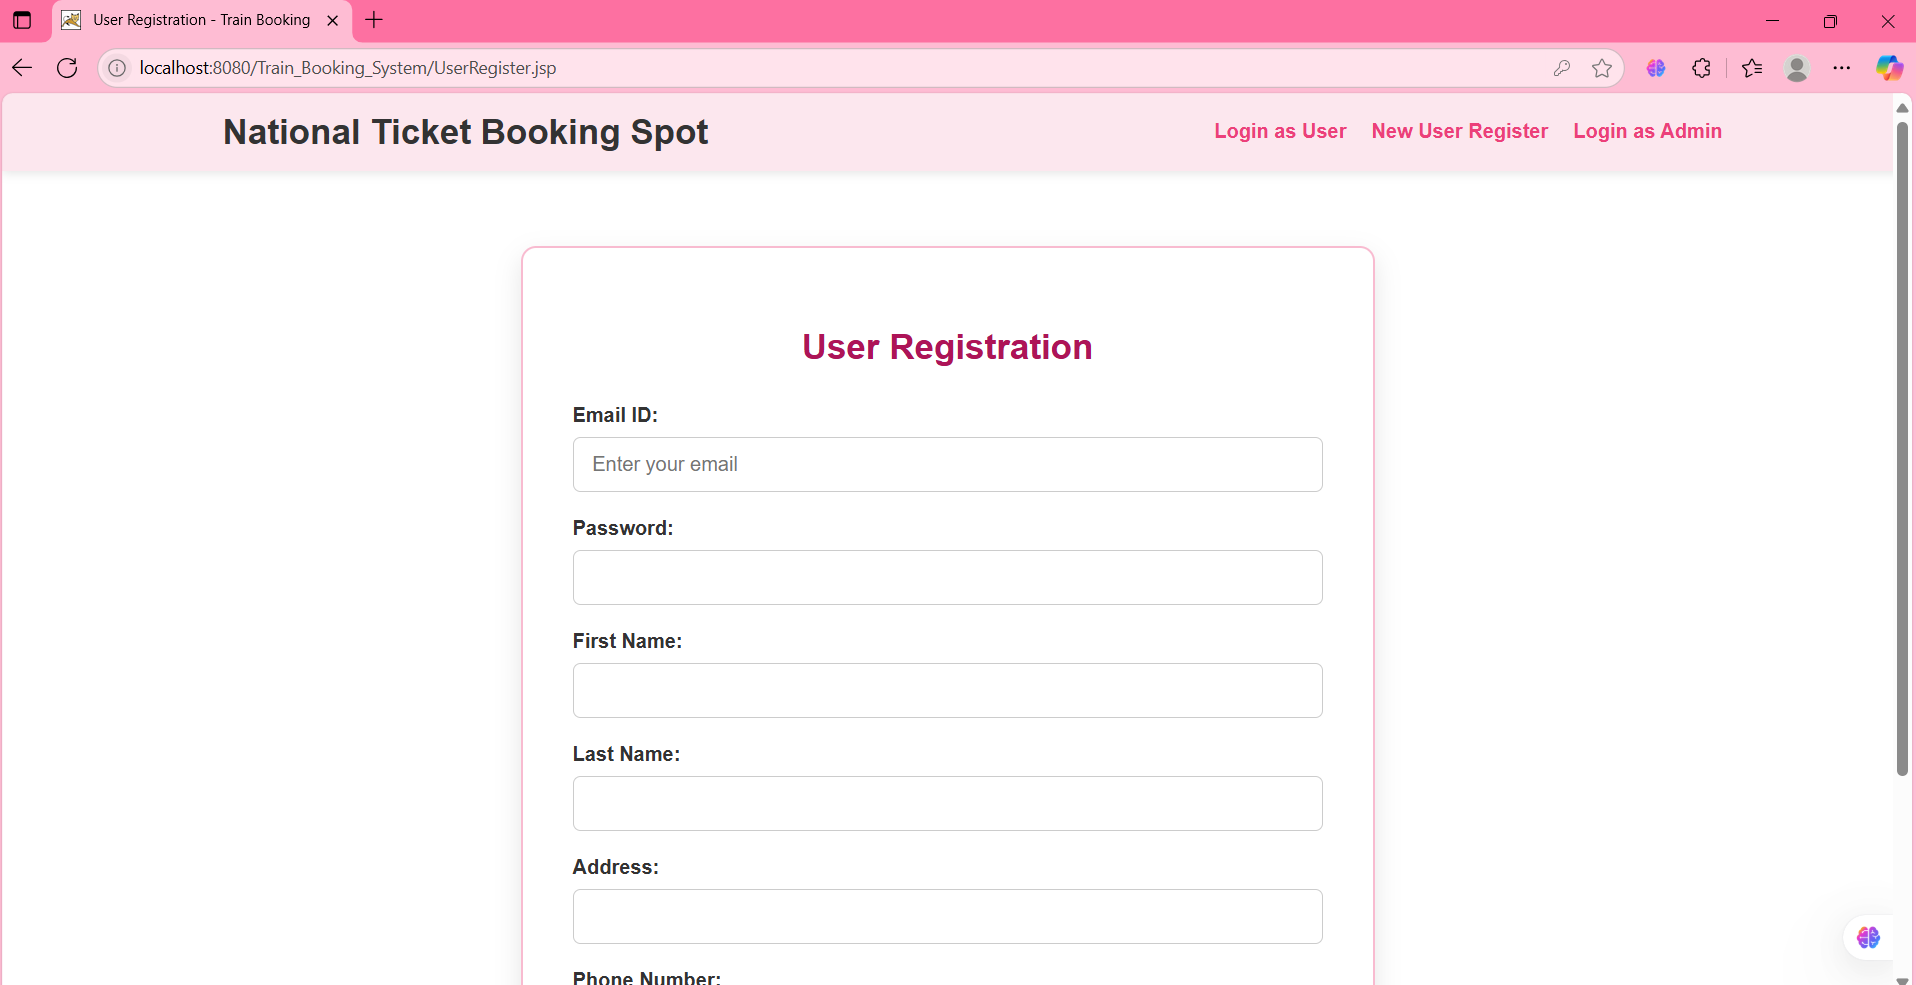 User Registration - Train Booking
localhost:8080/Train_Booking_System/UserRegister.jsp
National Ticket Booking Spot
Login as User New User Register Login as Admin
User Registration
Email ID:
Enter your email
Password:
First Name:
Last Name:
Address:
Phone Number: